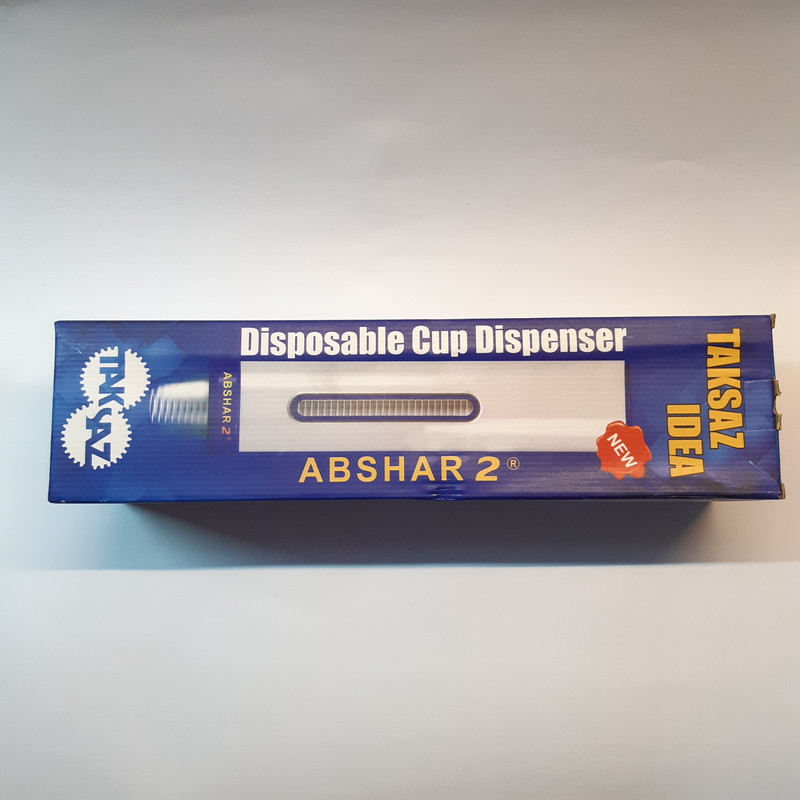 Disposable Cup Dispenser
TAKSAZ
ABSHAR 2
ABSHAR 2®
NEW
TAKSAZ
IDEA